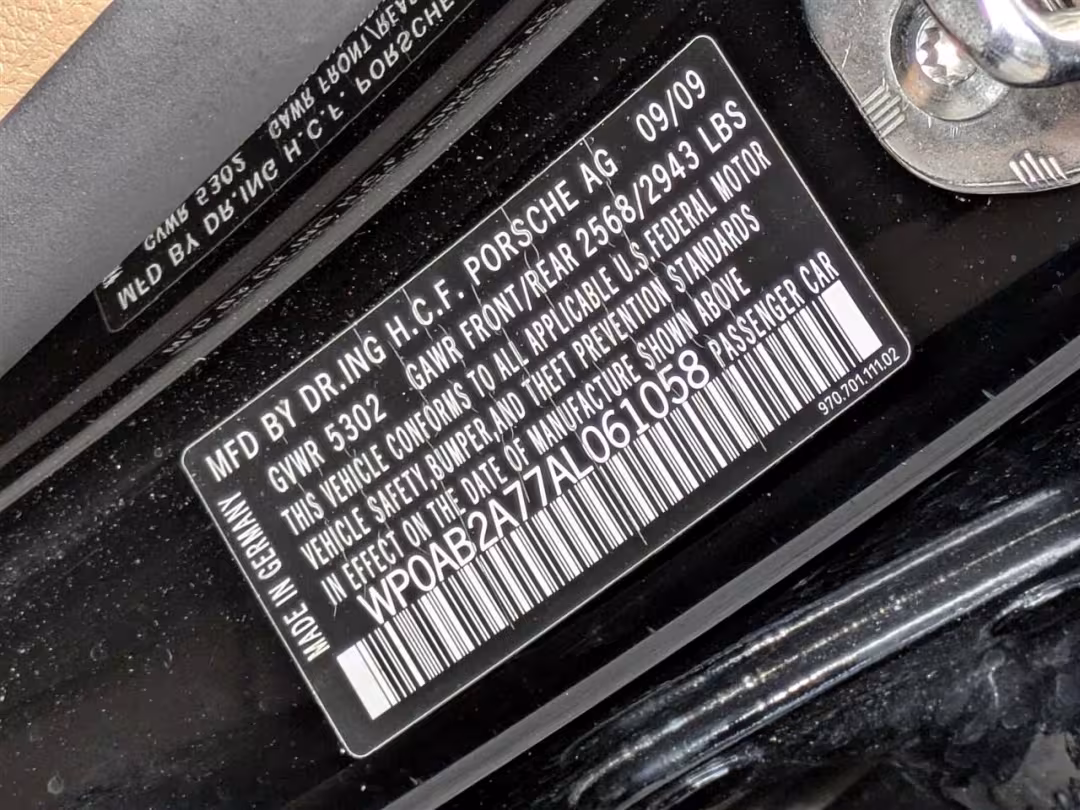 MFD BY DR.ING H.C.F. PORSCHE AG 09/09
GVWR 5302 GAWR FRONT/REAR 2568/2943 LBS
THIS VEHICLE CONFORMS TO ALL APPLICABLE U.S.FEDERAL MOTOR
VEHICLE SAFETY,BUMPER,AND THEFT PREVENTION STANDARDS
IN EFFECT ON THE DATE OF MANUFACTURE SHOWN ABOVE
WP0AB2A77AL061058 PASSENGER CAR
970.701.111.02
MADE IN GERMANY
MFD BY DR.ING H.C.F. PORSCHE
GVWR 5302 GAWR FRONT/REAR